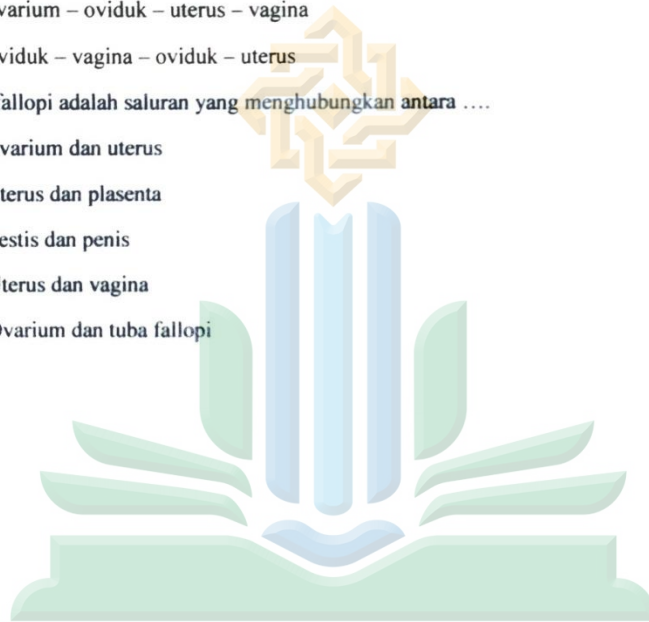 varium – oviduk – uterus – vagina
viduk – vagina – oviduk – uterus
fallopi adalah saluran yang menghubungkan antara ....
varium dan uterus
terus dan plasenta
estis dan penis
terus dan vagina
varium dan tuba fallopi